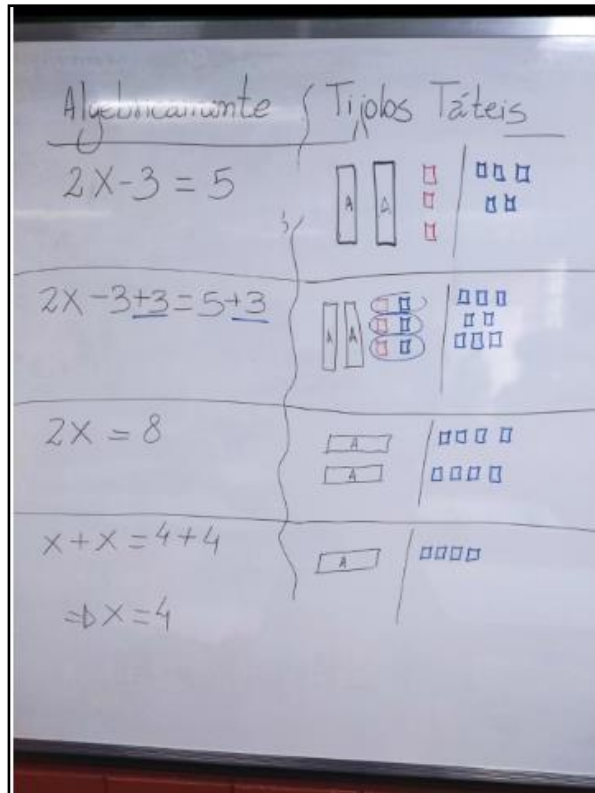 Algebricamente Tijolos Táteis
2X-3 = 5
A A
2X-3+3=5+3
A A
2X = 8
A
A
X+X=4+4
A
⇒X=4